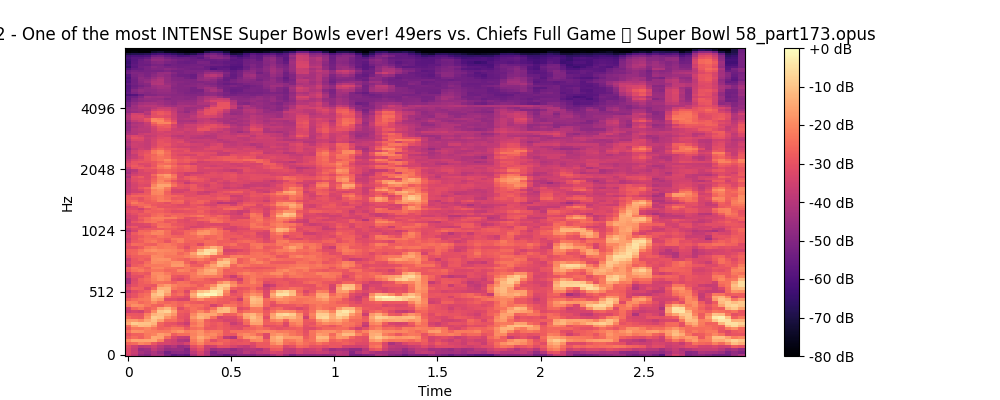 2 - One of the most INTENSE Super Bowls ever! 49ers vs. Chiefs Full Game ▯ Super Bowl 58_part173.opus
+0 dB
-10 dB
4096
-20 dB
2048
-30 dB
Hz
1024
-40 dB
-50 dB
512
-60 dB
-70 dB
0
-80 dB
0 0.5 1 1.5 2 2.5
Time